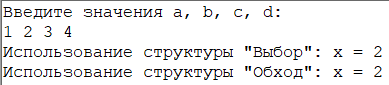 Введите значения a, b, c, d:
1 2 3 4
Использование структуры "Выбор": x = 2
Использование структуры "Обход": x = 2